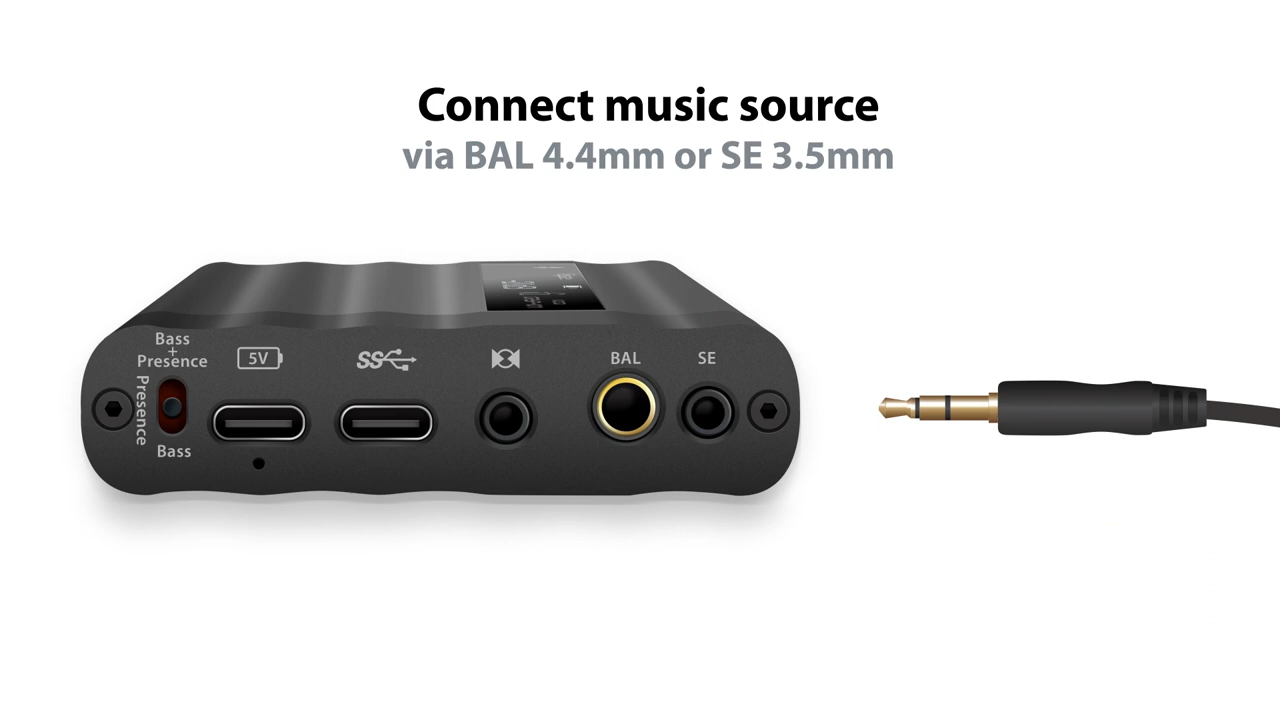 Connect music source
via BAL 4.4mm or SE 3.5mm
Bass
+
Presence
Presence
Bass
5V
SS
BAL
SE